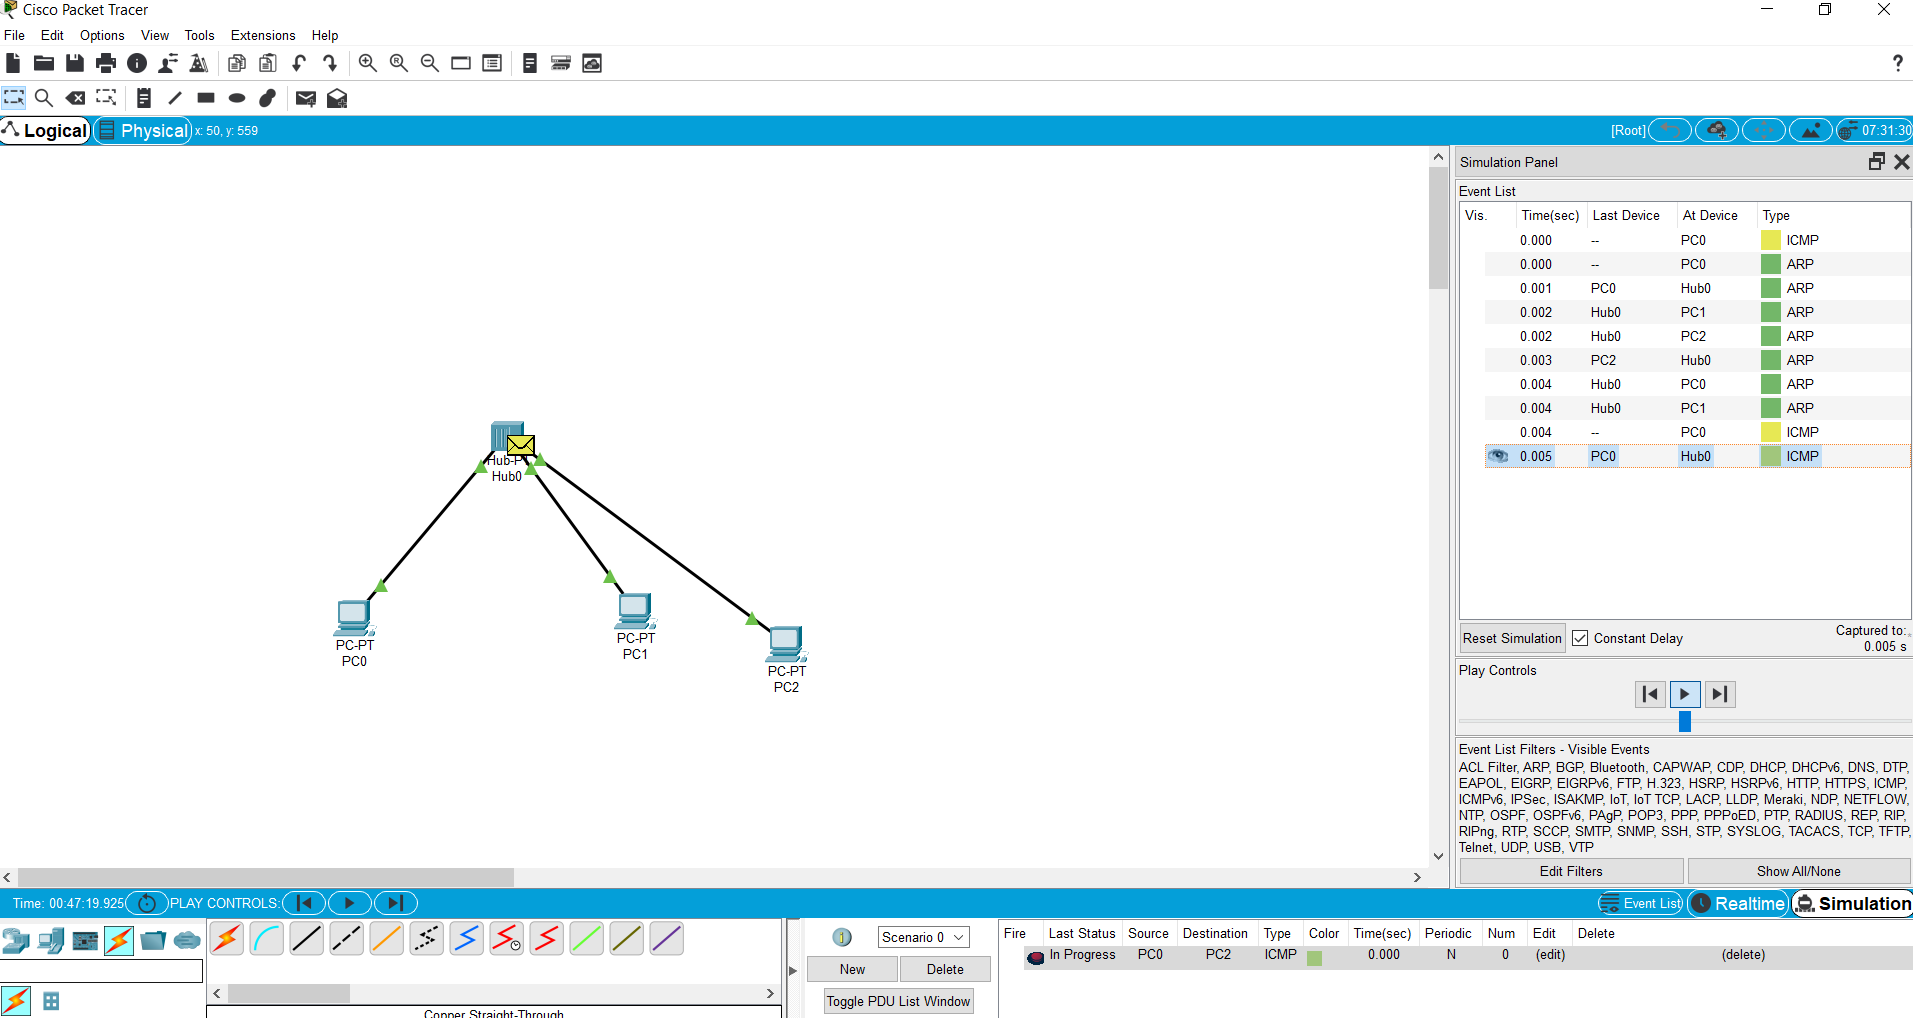 Cisco Packet Tracer
File Edit Options View Tools Extensions Help
Logical Physical x: 50, y: 559 [Root] 07:31:30
Simulation Panel
Event List
Vis. Time(sec) Last Device At Device Type
0.000 -- PC0 ICMP
0.000 -- PC0 ARP
0.001 PC0 Hub0 ARP
0.002 Hub0 PC1 ARP
0.002 Hub0 PC2 ARP
0.003 PC2 Hub0 ARP
0.004 Hub0 PC0 ARP
0.004 Hub0 PC1 ARP
0.004 -- PC0 ICMP
0.005 PC0 Hub0 ICMP
Hub-P
Hub0
PC-PT
PC0
PC-PT
PC1
PC-PT
PC2
Reset Simulation Constant Delay Captured to:
0.005 s
Play Controls
Event List Filters - Visible Events
ACL Filter, ARP, BGP, Bluetooth, CAPWAP, CDP, DHCP, DHCPv6, DNS, DTP,
EAPOL, EIGRP, EIGRPv6, FTP, H.323, HSRP, HSRPv6, HTTP, HTTPS, ICMP,
ICMPv6, IPSec, ISAKMP, IoT, IoT TCP, LACP, LLDP, Meraki, NDP, NETFLOW,
NTP, OSPF, OSPFv6, PAgP, POP3, PPP, PPPoED, PTP, RADIUS, REP, RIP,
RIPng, RTP, SCCP, SMTP, SNMP, SSH, STP, SYSLOG, TACACS, TCP, TFTP,
Telnet, UDP, USB, VTP
Edit Filters Show All/None
Time: 00:47:19.925 PLAY CONTROLS: Event List Realtime Simulation
Scenario 0
New Delete
Toggle PDU List Window
Fire Last Status Source Destination Type Color Time(sec) Periodic Num Edit Delete
In Progress PC0 PC2 ICMP 0.000 N 0 (edit) (delete)
Copper Straight-Through